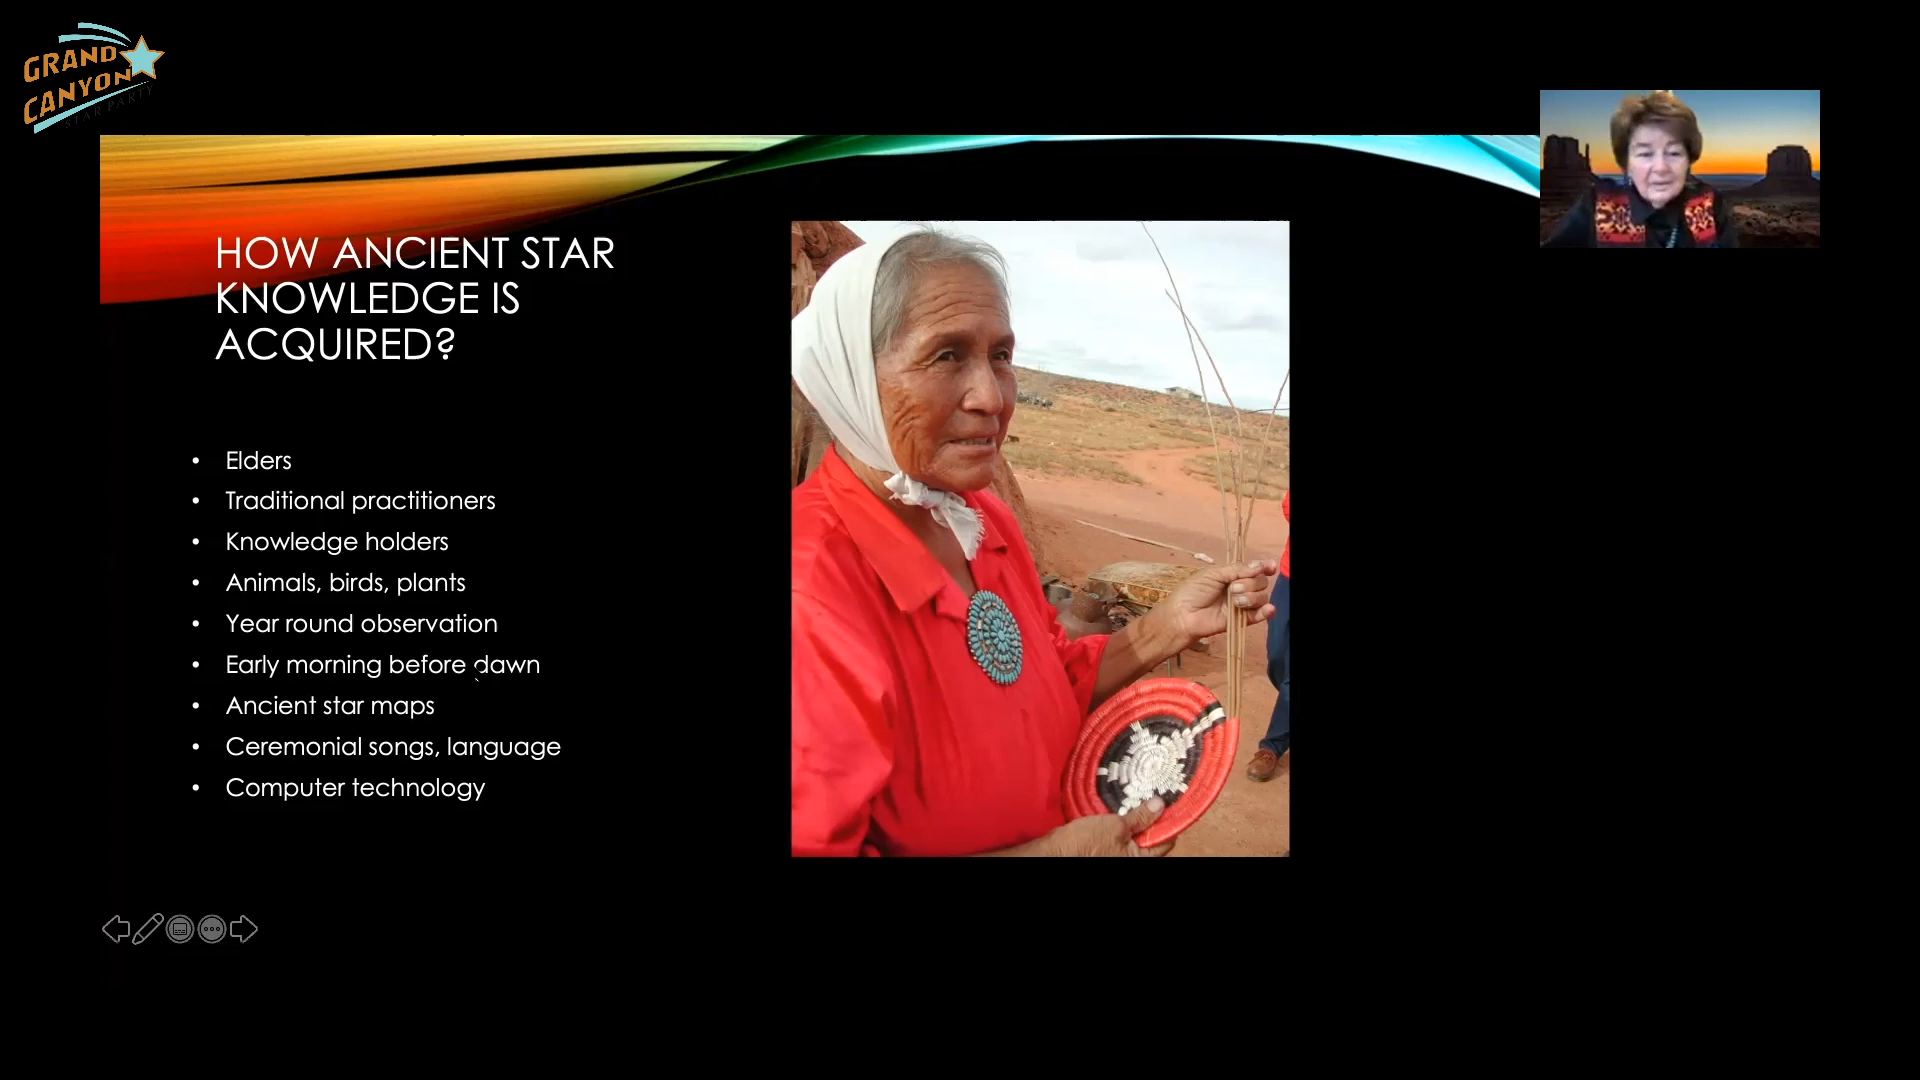 GRAND
CANYON
STAR PARTY
HOW ANCIENT STAR
KNOWLEDGE IS
ACQUIRED?
• Elders
• Traditional practitioners
• Knowledge holders
• Animals, birds, plants
• Year round observation
• Early morning before dawn
• Ancient star maps
• Ceremonial songs, language
• Computer technology